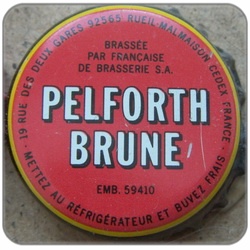 19 RUE DES DEUX GARES 92565 RUEIL-MALMAISON CEDEX FRANCE
BRASSÉE
PAR FRANÇAISE
DE BRASSERIE S.A.
PELFORTH
BRUNE
EMB. 59410
METTEZ AU RÉFRIGÉRATEUR ET BUVEZ FRAIS